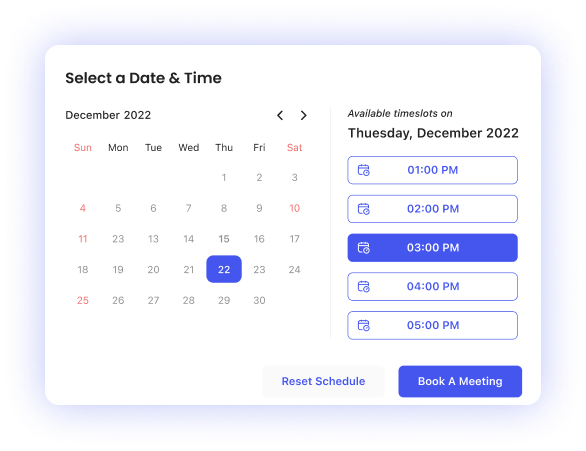 Select a Date & Time
December 2022
Sun Mon Tue Wed Thu Fri Sat
1 2 3
4 5 6 7 8 9 10
11 23 13 14 15 16 17
18 19 20 21 22 23 24
25 26 27 28 29 30
Available timeslots on
Thuesday, December 2022
01:00 PM
02:00 PM
03:00 PM
04:00 PM
05:00 PM
Reset Schedule
Book A Meeting